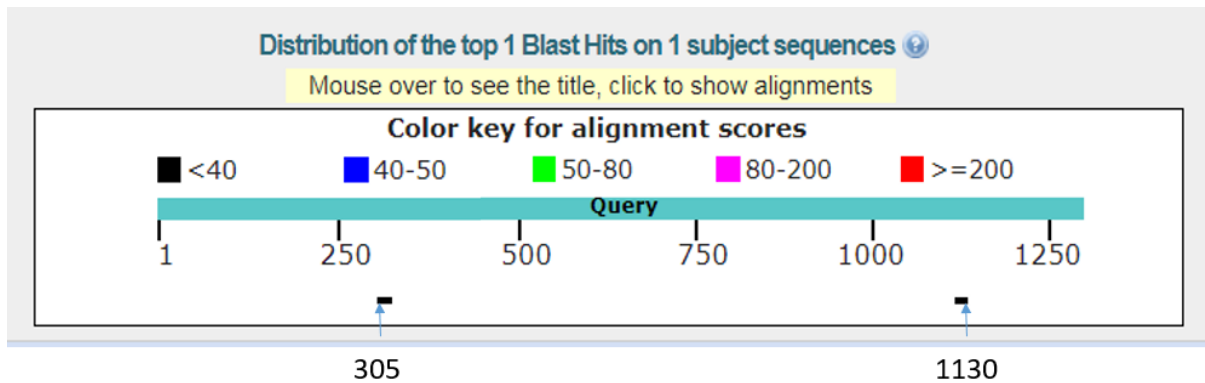 Distribution of the top 1 Blast Hits on 1 subject sequences ?
Mouse over to see the title, click to show alignments
Color key for alignment scores
<40 40-50 50-80 80-200 >=200
Query
1 250 500 750 1000 1250
305 1130